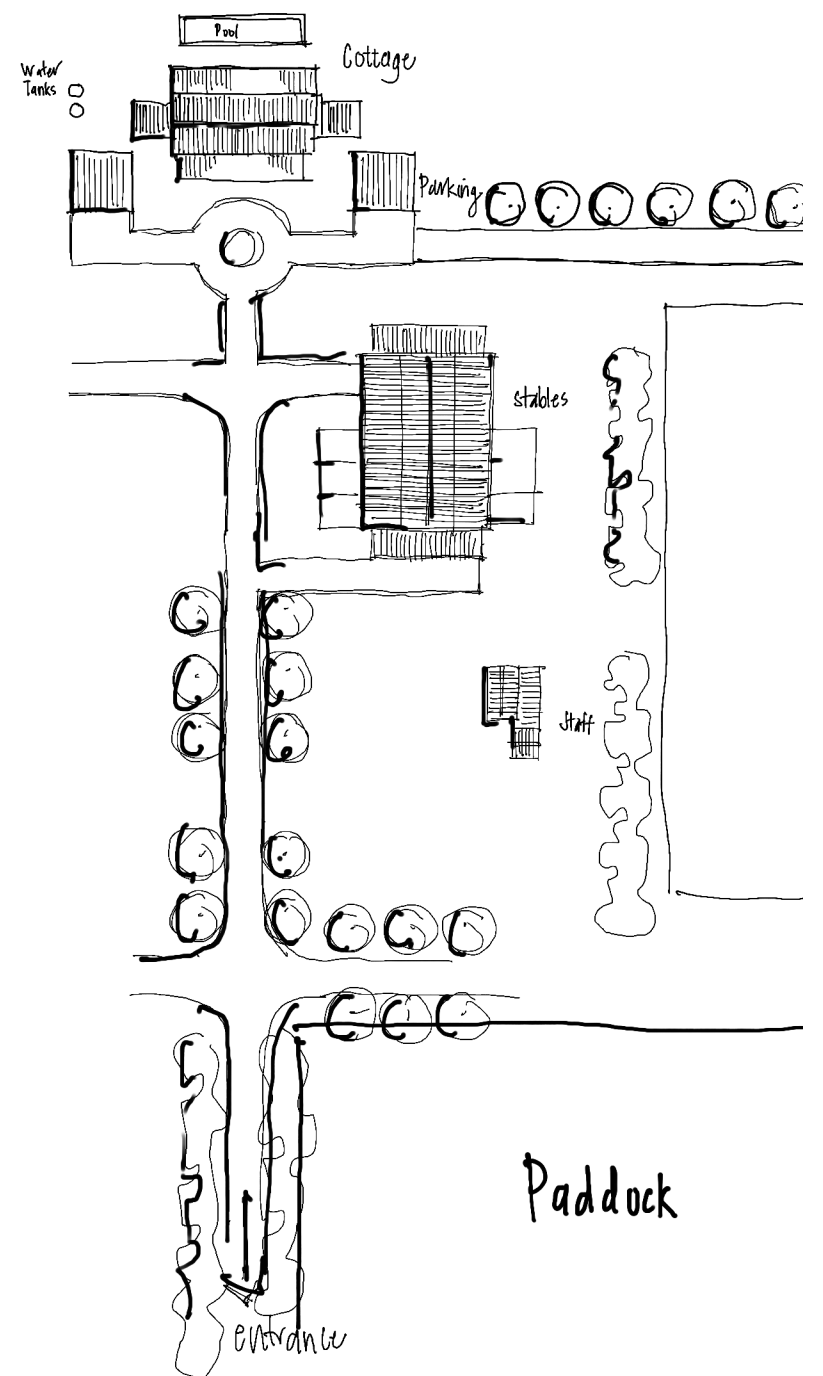 Pool
Cottage
Water
Tanks
Parking
Stables
Staff
Paddock
entrance